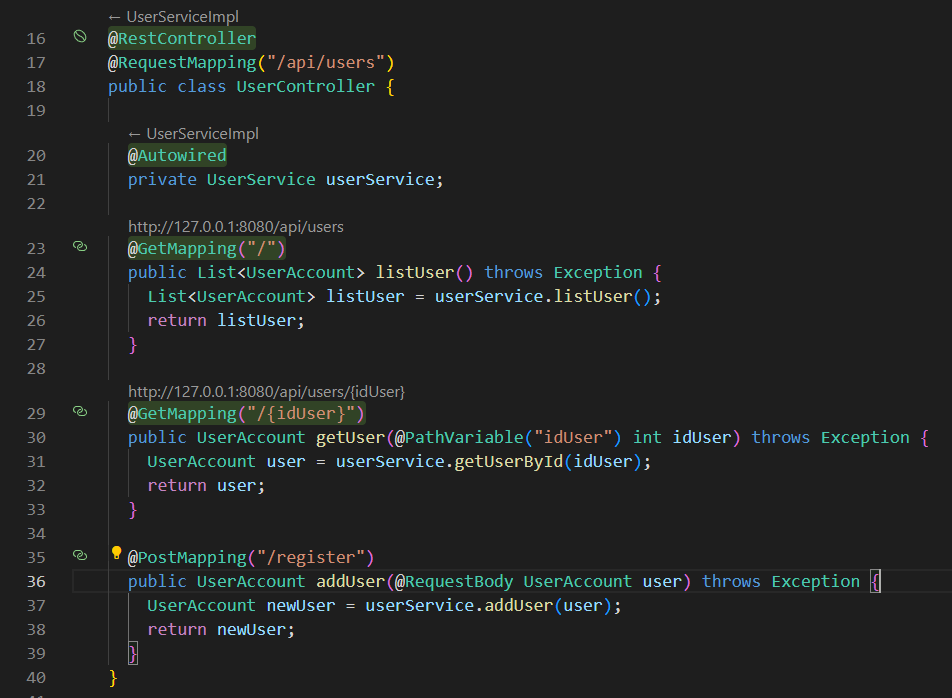 ← UserServiceImpl
16 @RestController
17 @RequestMapping("/api/users")
18 public class UserController {
19
← UserServiceImpl
20 @Autowired
21 private UserService userService;
22
http://127.0.0.1:8080/api/users
23 @GetMapping("/")
24 public List<UserAccount> listUser() throws Exception {
25 List<UserAccount> listUser = userService.listUser();
26 return listUser;
27 }
28
http://127.0.0.1:8080/api/users/{idUser}
29 @GetMapping("/{idUser}")
30 public UserAccount getUser(@PathVariable("idUser") int idUser) throws Exception {
31 UserAccount user = userService.getUserById(idUser);
32 return user;
33 }
34
35 @PostMapping("/register")
36 public UserAccount addUser(@RequestBody UserAccount user) throws Exception {
37 UserAccount newUser = userService.addUser(user);
38 return newUser;
39 }
40 }